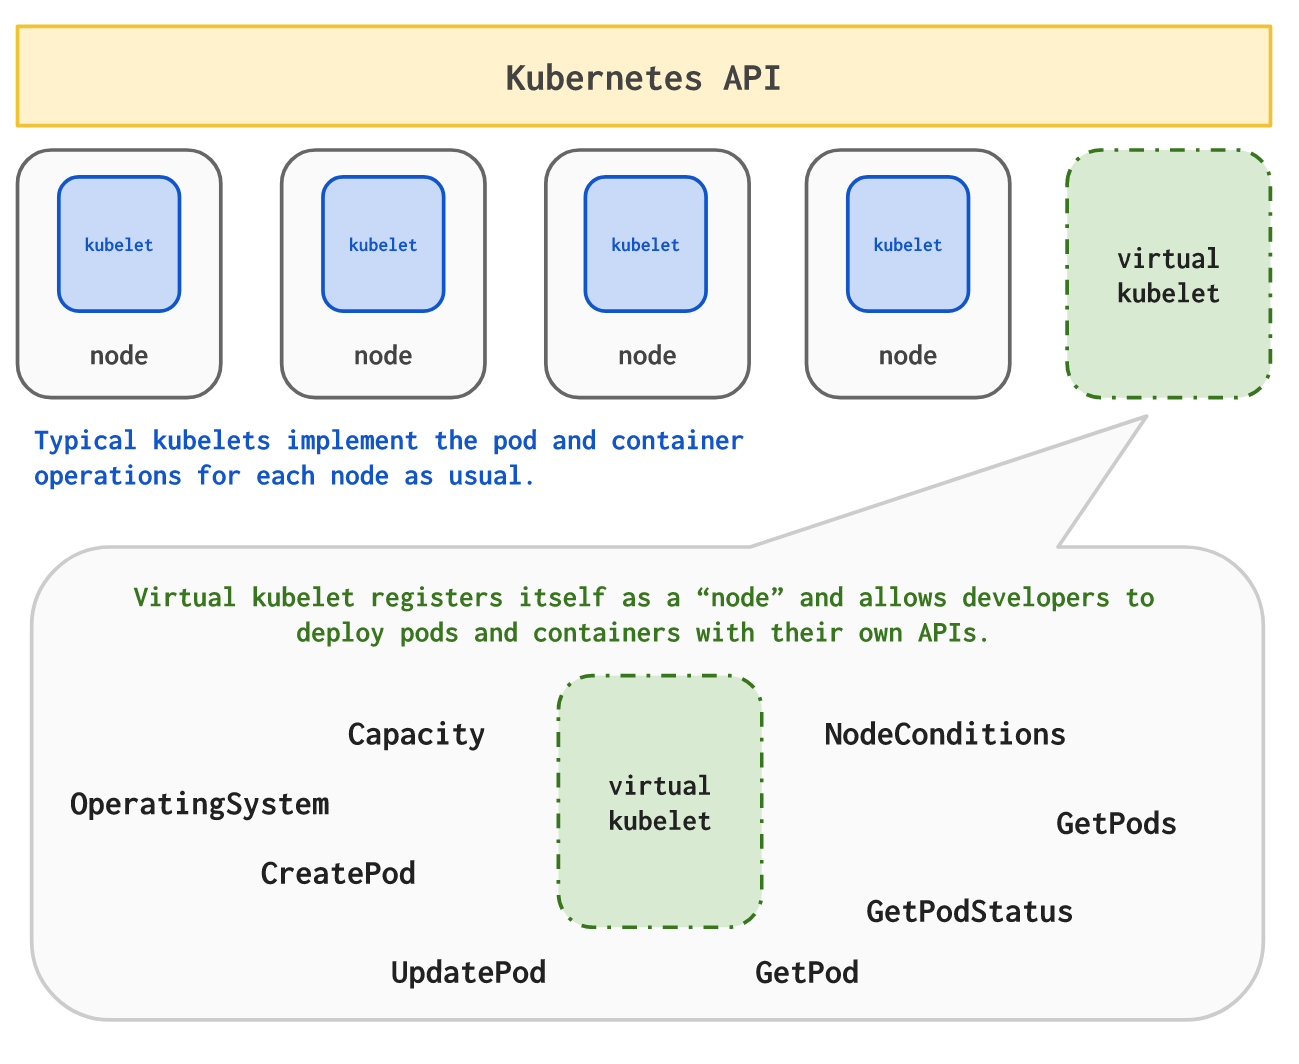 Kubernetes API
kubelet
node
kubelet
node
kubelet
node
kubelet
node
virtual
kubelet
Typical kubelets implement the pod and container
operations for each node as usual.
Virtual kubelet registers itself as a “node” and allows developers to
deploy pods and containers with their own APIs.
Capacity
OperatingSystem
CreatePod
UpdatePod
virtual
kubelet
NodeConditions
GetPods
GetPodStatus
GetPod